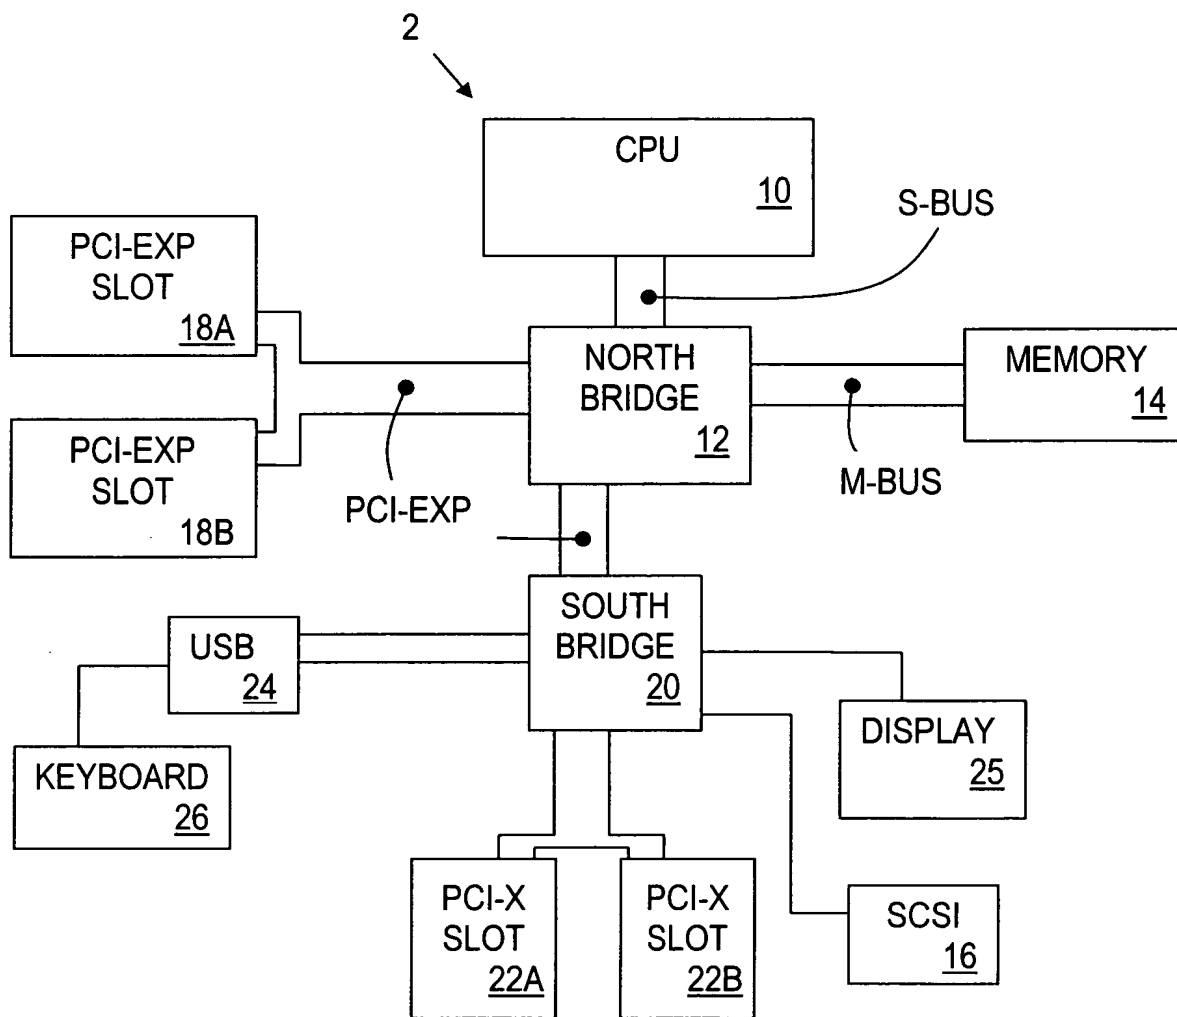 2
CPU
10
S-BUS
PCI-EXP
SLOT
18A
NORTH
BRIDGE
12
MEMORY
14
PCI-EXP
SLOT
18B
PCI-EXP
M-BUS
SOUTH
BRIDGE
20
USB
24
DISPLAY
25
KEYBOARD
26
PCI-X
SLOT
22A
PCI-X
SLOT
22B
SCSI
16